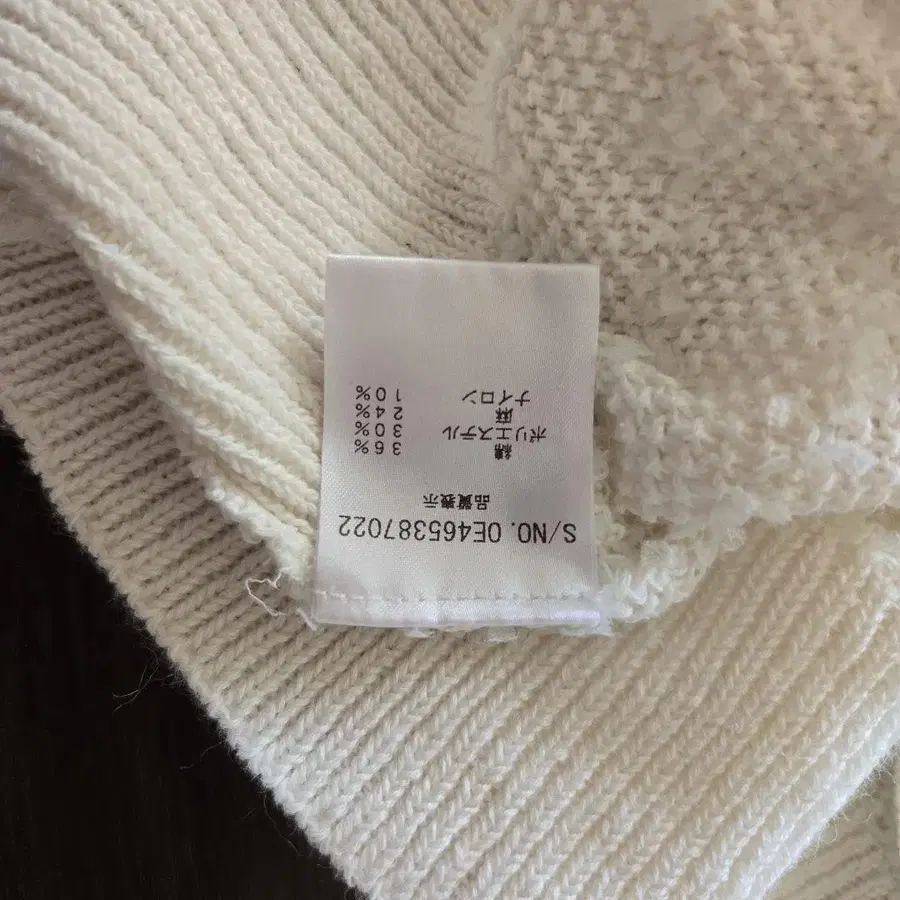 S/NO. 0E465387022
品質表示
綿 36%
ポリエステル 30%
麻 24%
ナイロン 10%